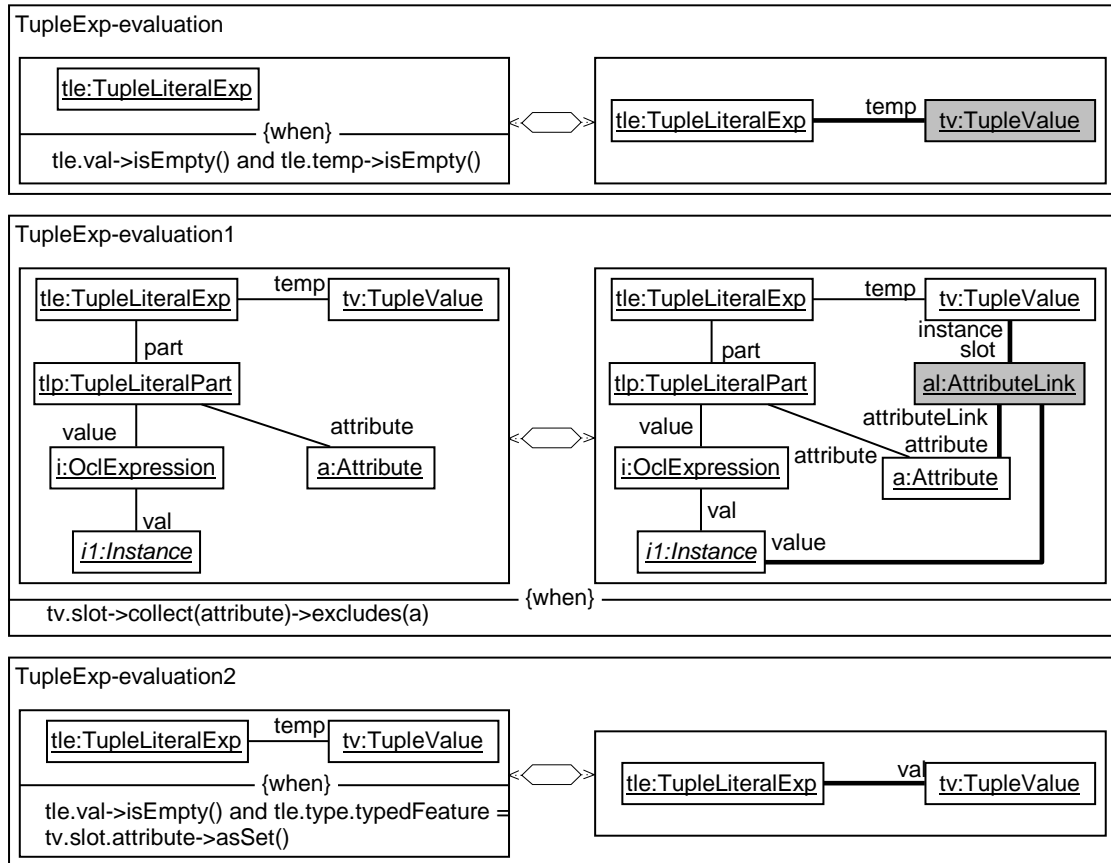 TupleExp-evaluation
tle:TupleLiteralExp
{when}
tle.val->isEmpty() and tle.temp->isEmpty()
tle:TupleLiteralExp
temp
tv:TupleValue
TupleExp-evaluation1
tle:TupleLiteralExp
temp
tv:TupleValue
part
tlp:TupleLiteralPart
value
attribute
i:OclExpression
a:Attribute
val
i1:Instance
tle:TupleLiteralExp
temp
tv:TupleValue
instance
slot
part
tlp:TupleLiteralPart
al:AttributeLink
attributeLink
value
attribute
attribute
i:OclExpression
a:Attribute
val
i1:Instance
value
{when}
tv.slot->collect(attribute)->excludes(a)
TupleExp-evaluation2
tle:TupleLiteralExp
temp
tv:TupleValue
{when}
tle.val->isEmpty() and tle.type.typedFeature =
tv.slot.attribute->asSet()
tle:TupleLiteralExp
val
tv:TupleValue